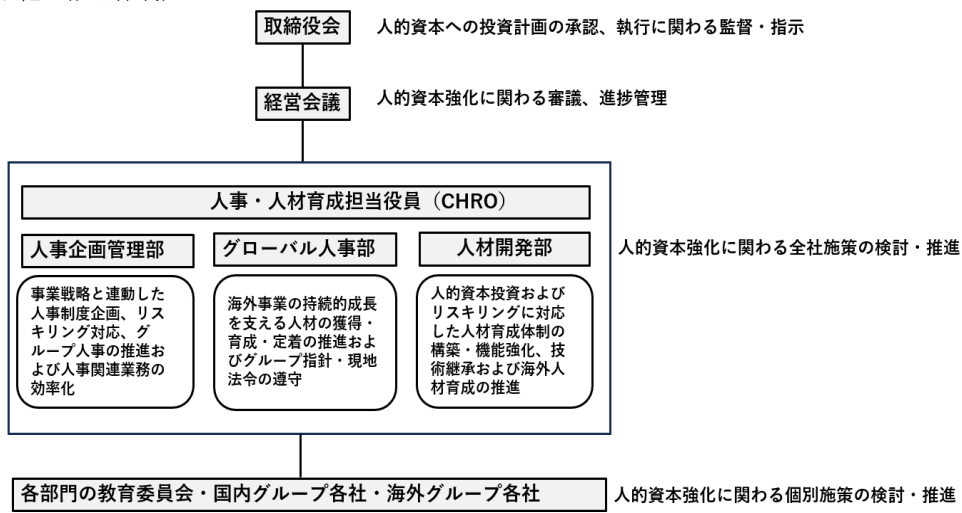 取締役会
人的資本への投資計画の承認、執行に関わる監督・指示
経営会議
人的資本強化に関わる審議、進捗管理
人事・人材育成担当役員（CHRO）
人事企画管理部
グローバル人事部
人材開発部
人的資本強化に関わる全社施策の検討・推進
事業戦略と連動した
人事制度企画、リス
キリング対応、グ
ループ人事の推進お
よび人事関連業務の
効率化
海外事業の持続的成長
を支える人材の獲得・
育成・定着の推進およ
びグループ指針・現地
法令の遵守
人的資本投資および
リスキリングに対応
した人材育成体制の
構築・機能強化、技
術継承および海外人
材育成の推進
各部門の教育委員会・国内グループ各社・海外グループ各社
人的資本強化に関わる個別施策の検討・推進